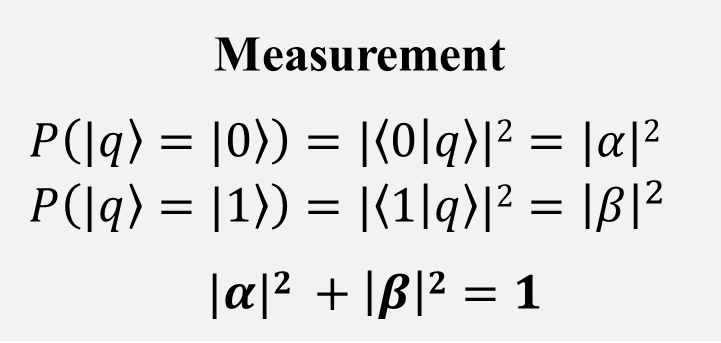 Measurement
P(|q⟩ = |0⟩) = |⟨0|q⟩|² = |α|²
P(|q⟩ = |1⟩) = |⟨1|q⟩|² = |β|²
|α|² + |β|² = 1